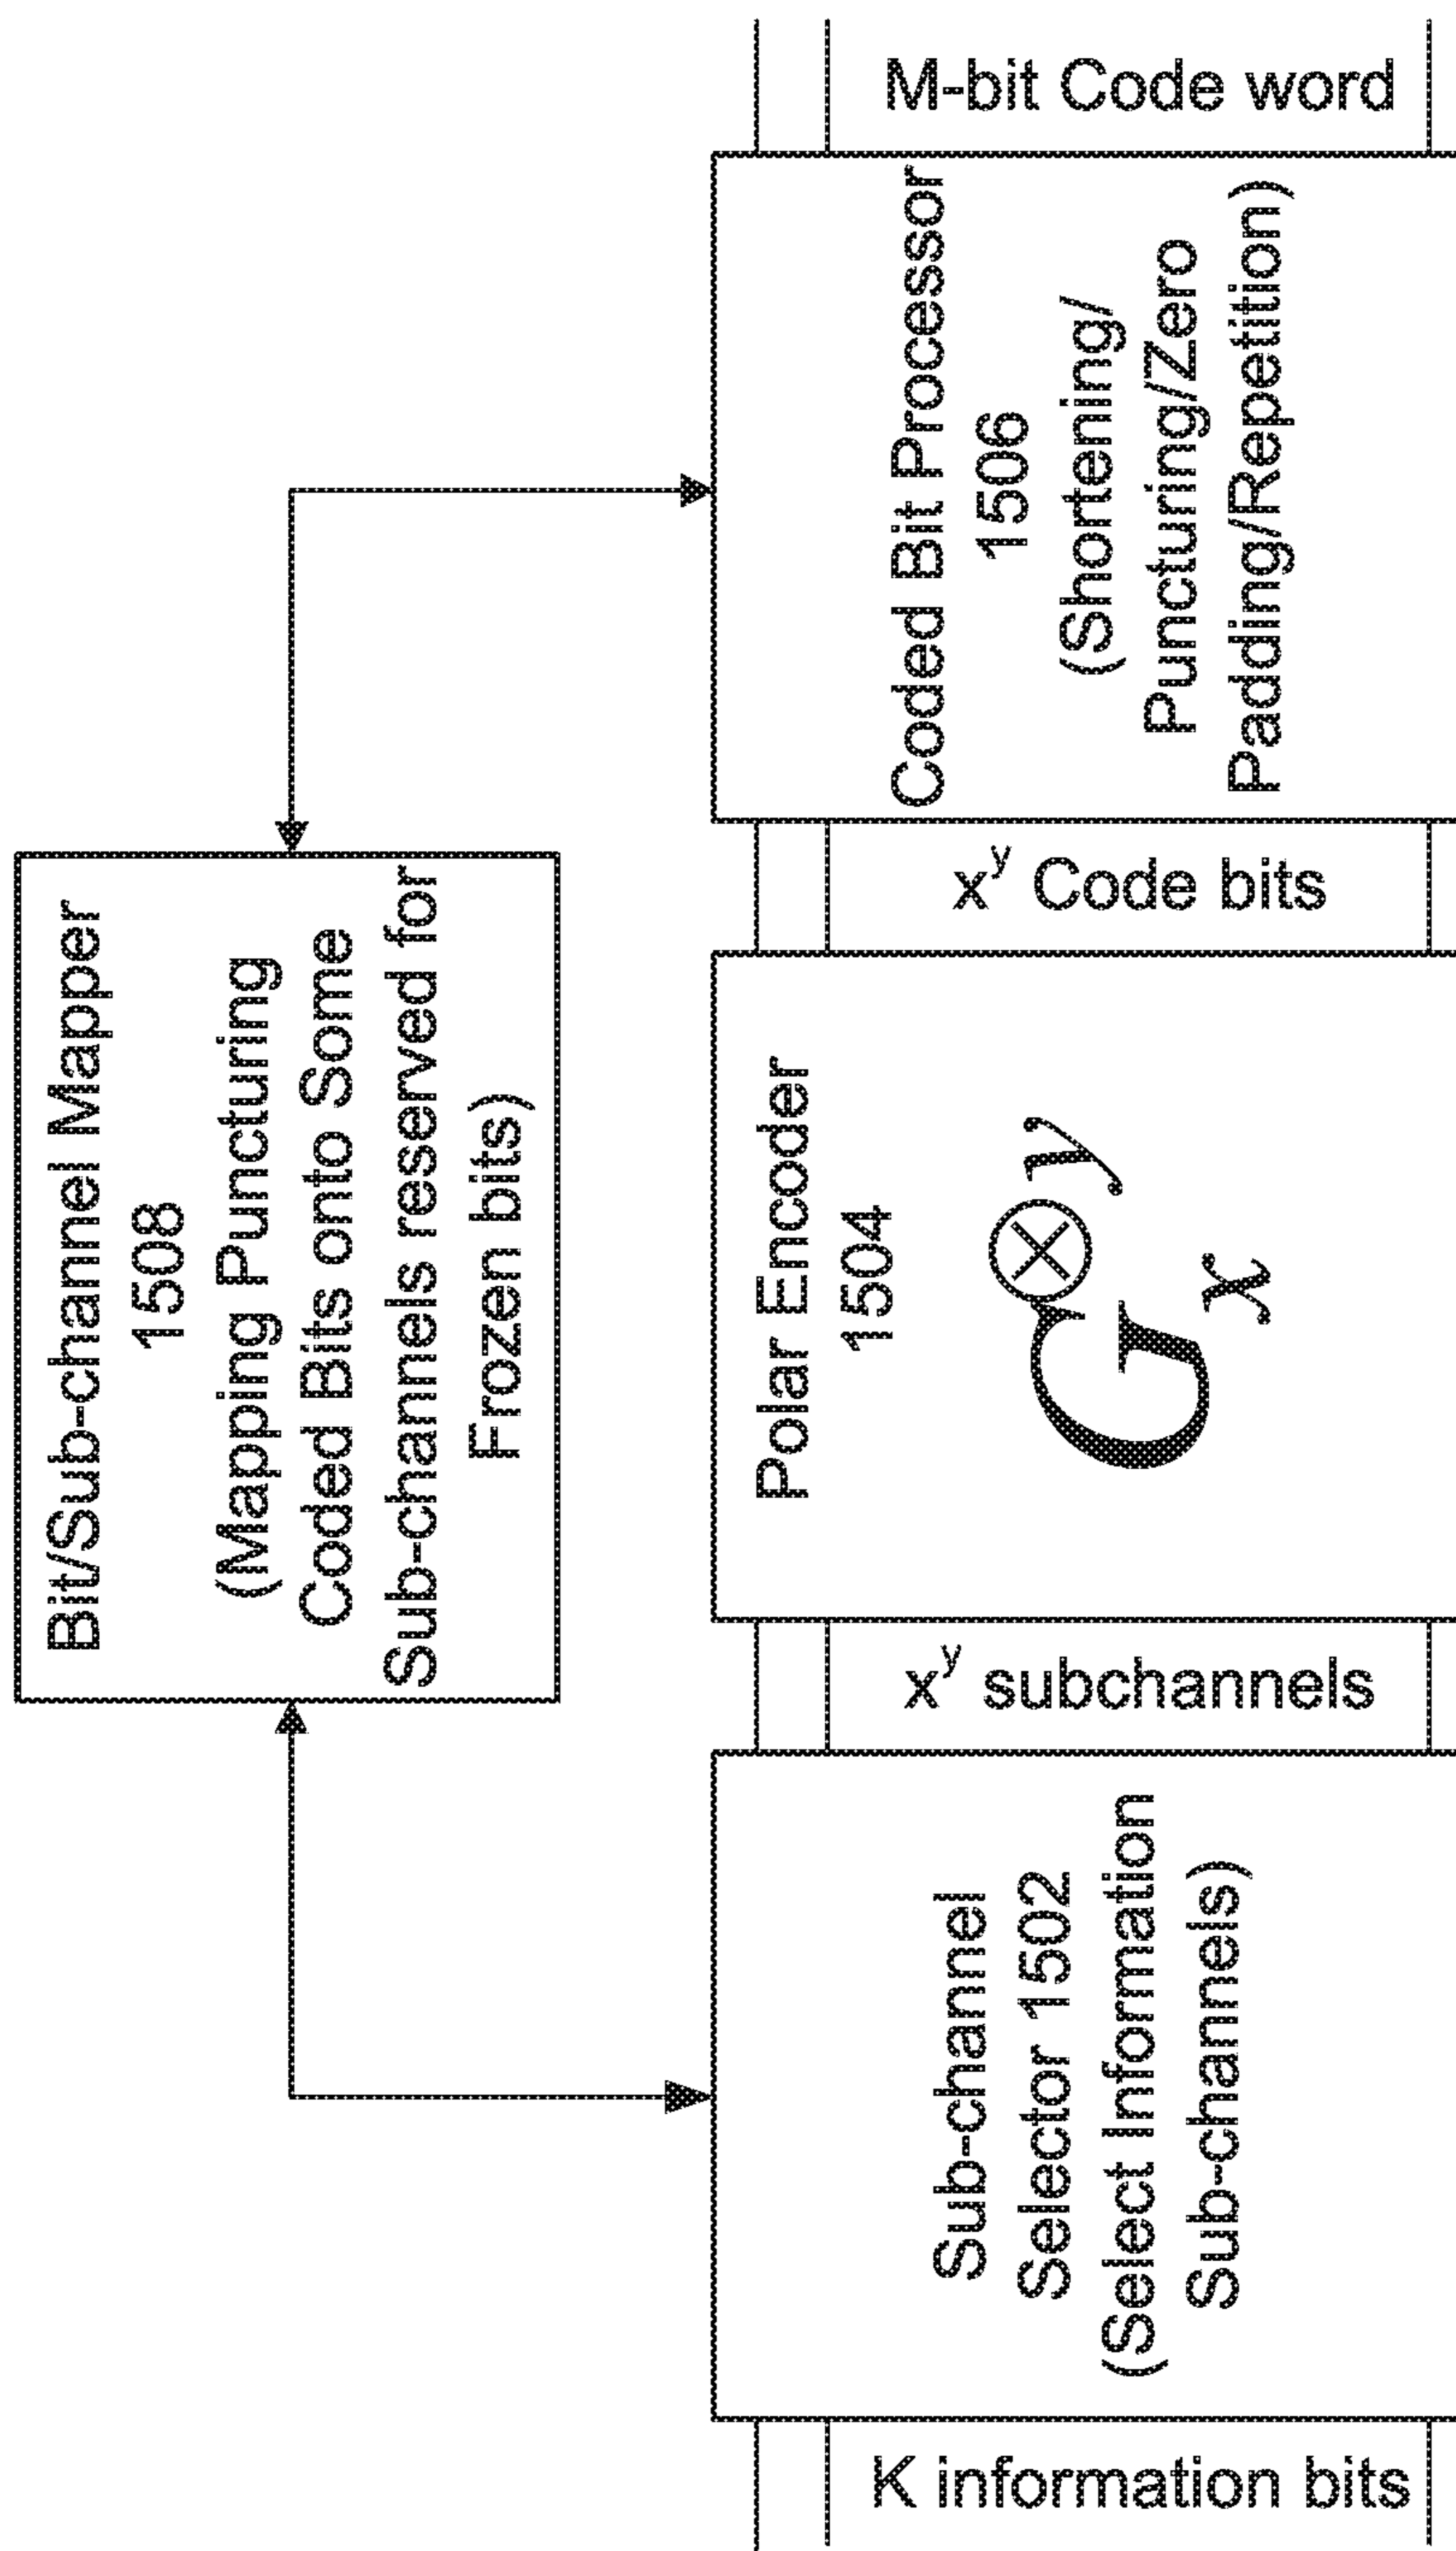 Bit/Sub-channel Mapper
1508
(Mapping Puncturing
Coded Bits onto Some
Sub-channels reserved for
Frozen bits)
K information bits
Sub-channel
Selector 1502
(Select Information
Sub-channels)
x^y subchannels
Polar Encoder
1504
G_x^⊗y
x^y Code bits
Coded Bit Processor
1506
(Shortening/
Puncturing/Zero
Padding/Repetition)
M-bit Code word